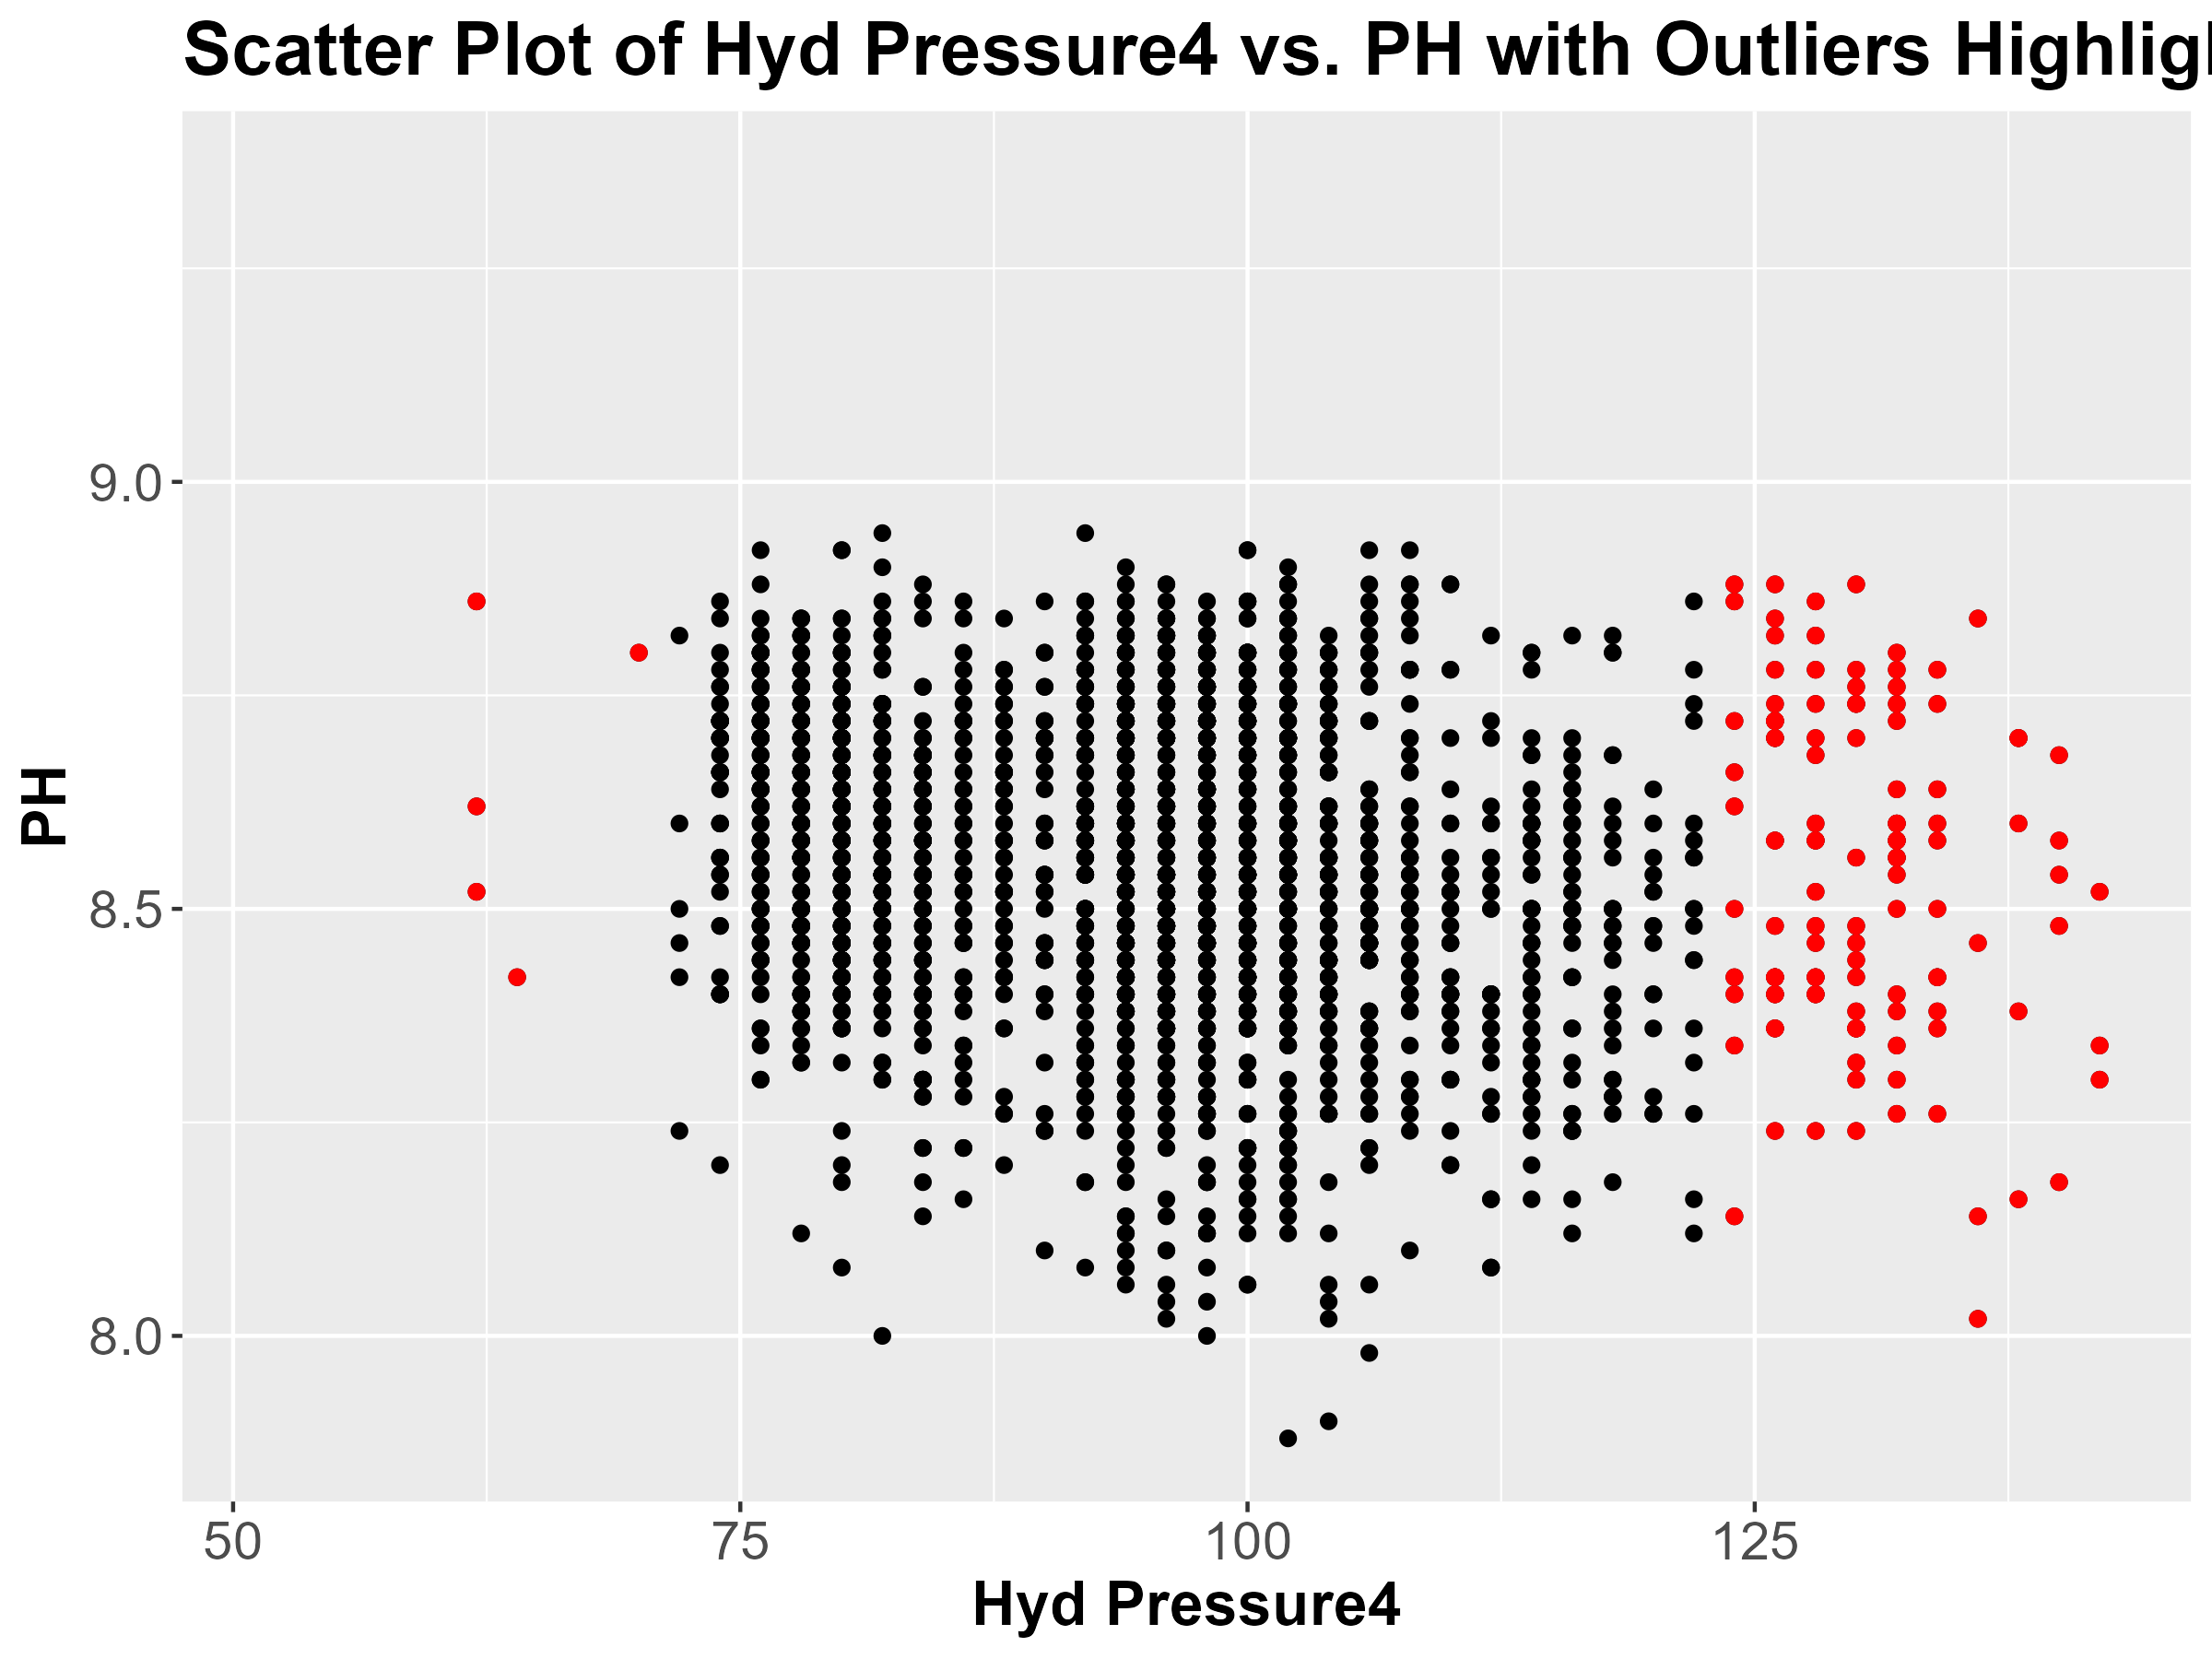 Scatter Plot of Hyd Pressure4 vs. PH with Outliers
9.0
8.5
8.0
PH
50 75 100 125
Hyd Pressure4